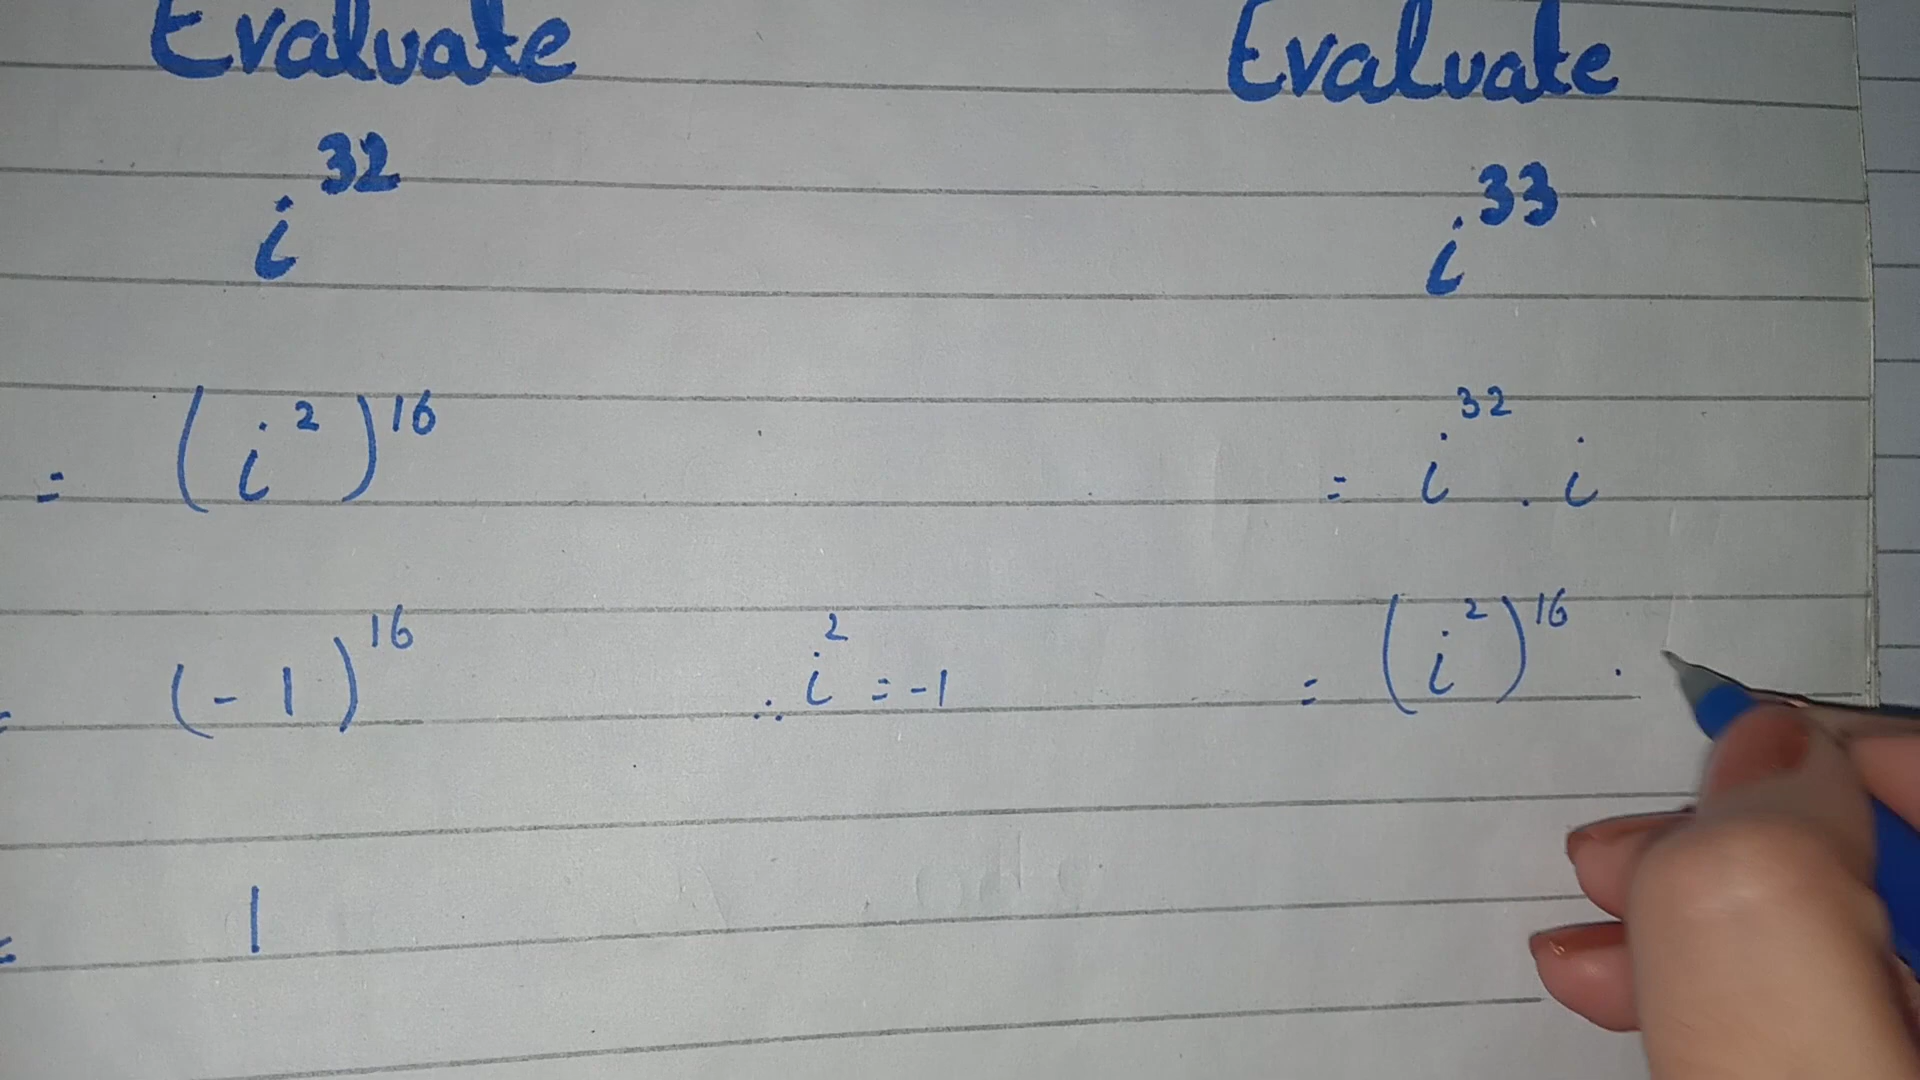 Evaluate
i^32
= (i^2)^16
= (-1)^16 ∴ i^2 = -1
= 1
Evaluate
i^33
= i^32 . i
= (i^2)^16 .